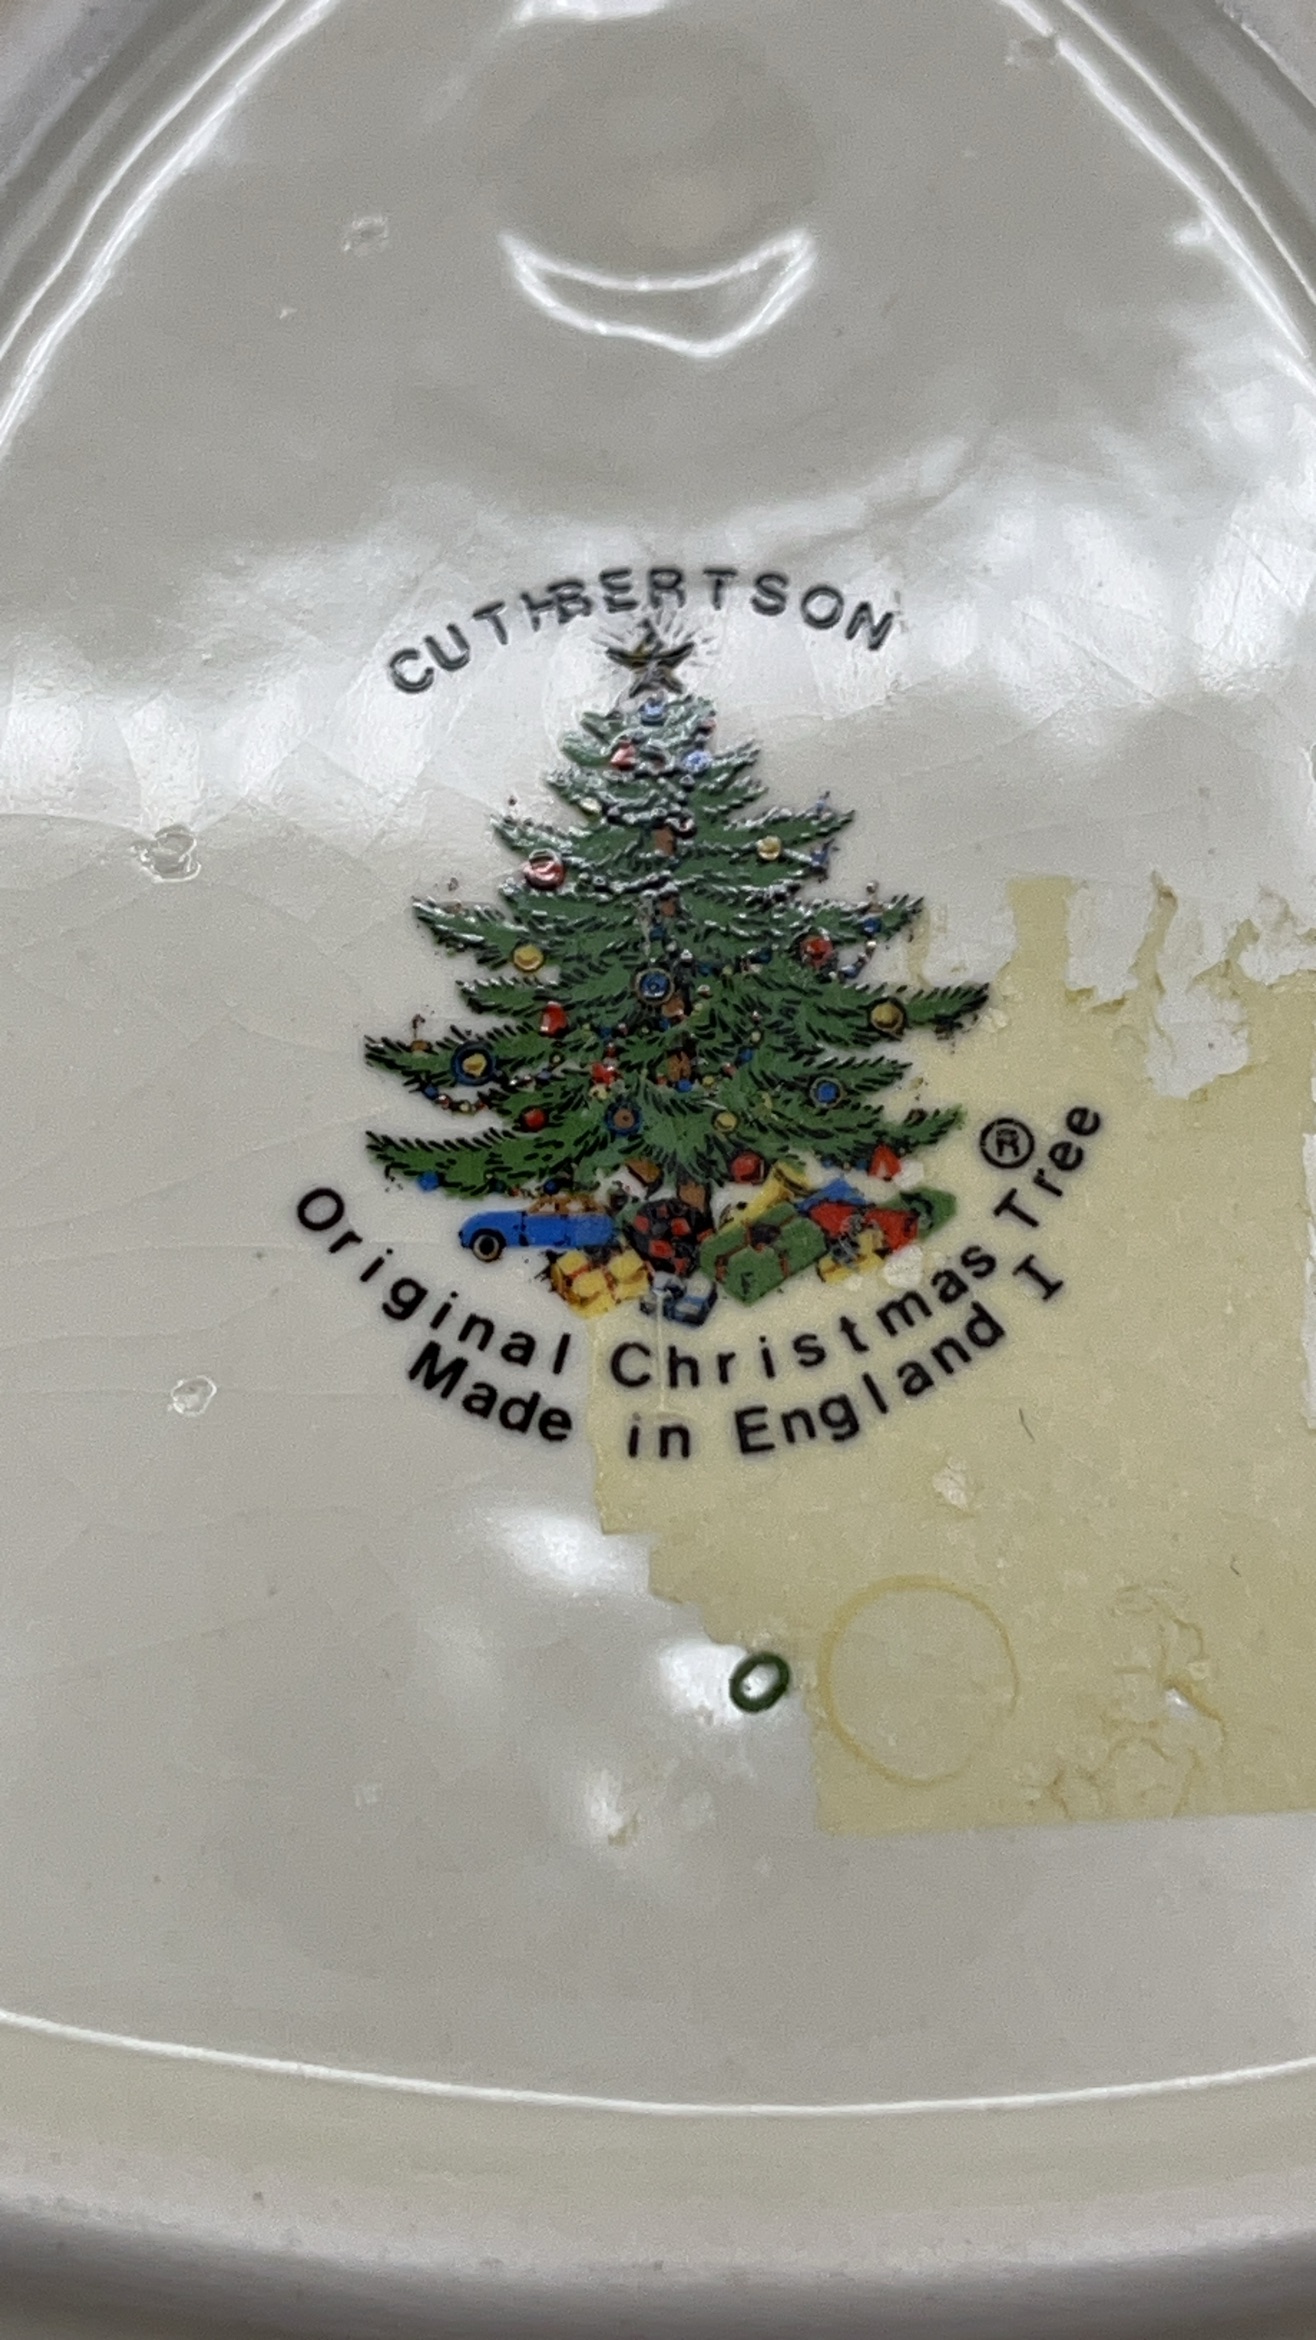 CUTHBERTSON
Original Christmas Tree ®
Made in England I
O